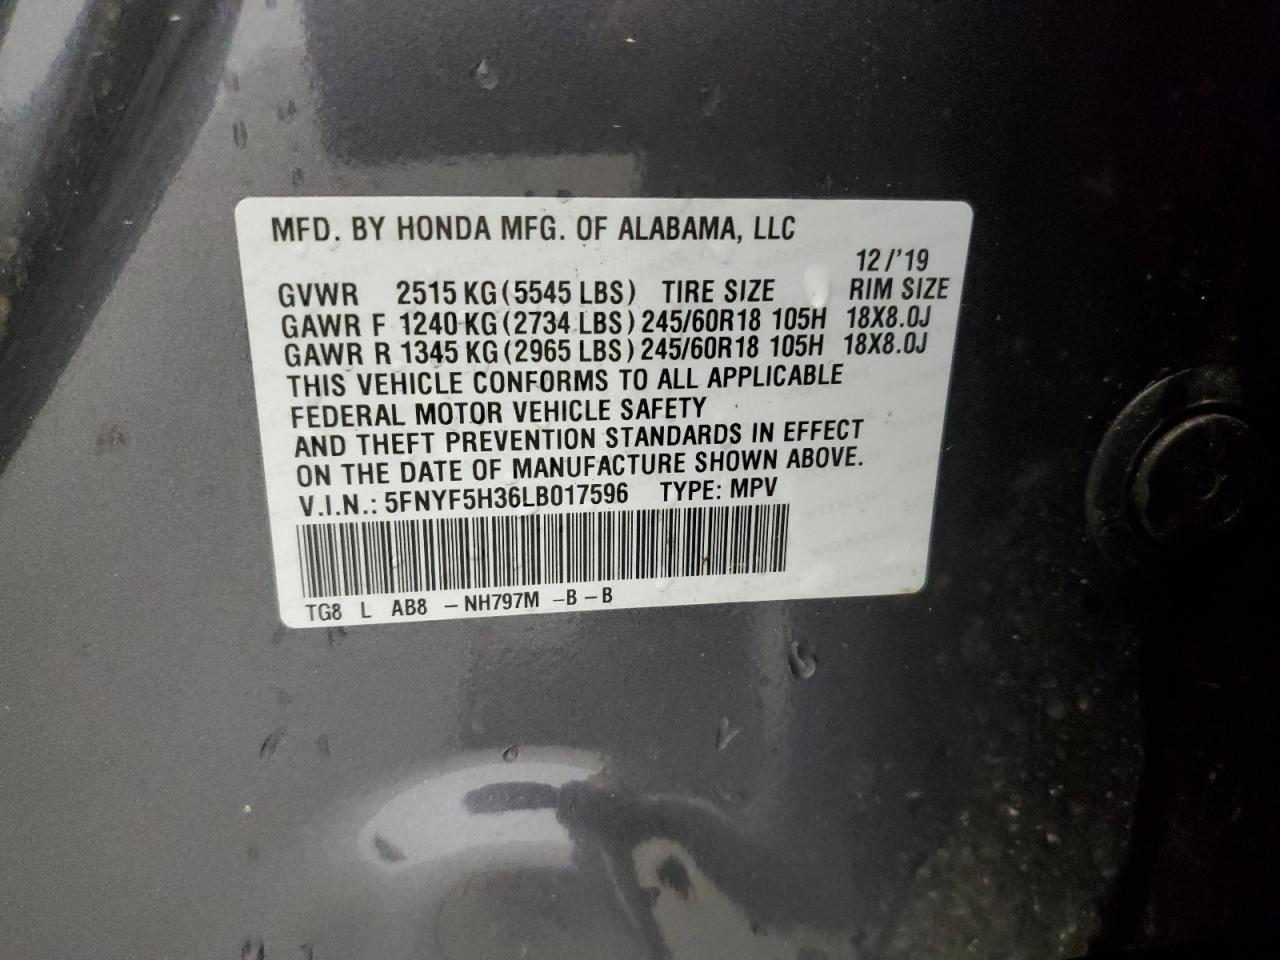 MFD. BY HONDA MFG. OF ALABAMA, LLC
12/'19
GVWR 2515 KG (5545 LBS) TIRE SIZE RIM SIZE
GAWR F 1240 KG (2734 LBS) 245/60R18 105H 18X8.0J
GAWR R 1345 KG (2965 LBS) 245/60R18 105H 18X8.0J
THIS VEHICLE CONFORMS TO ALL APPLICABLE
FEDERAL MOTOR VEHICLE SAFETY
AND THEFT PREVENTION STANDARDS IN EFFECT
ON THE DATE OF MANUFACTURE SHOWN ABOVE.
V.I.N.: 5FNYF5H36LB017596 TYPE: MPV
TG8 L AB8 - NH797M - B - B